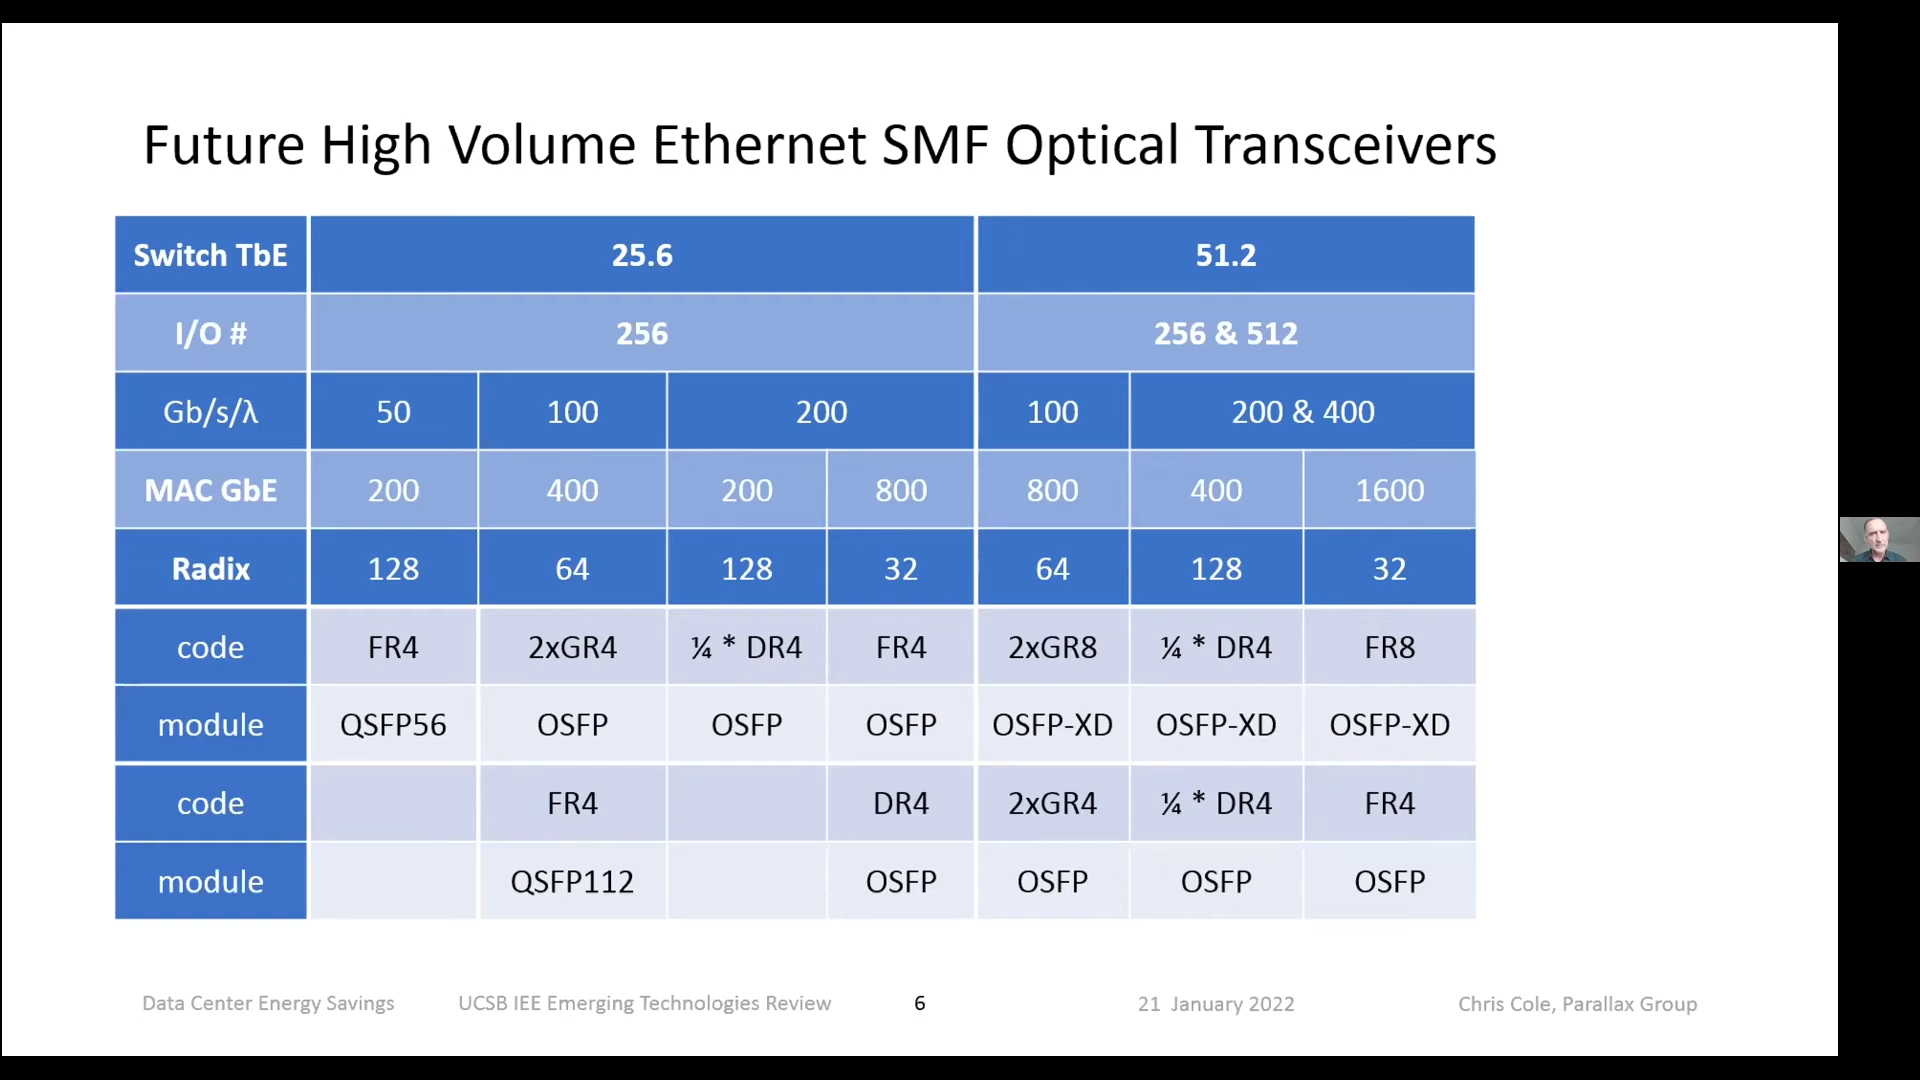 Future High Volume Ethernet SMF Optical Transceivers
Switch TbE 25.6 51.2
I/O # 256 256 & 512
Gb/s/λ 50 100 200 100 200 & 400
MAC GbE 200 400 200 800 800 400 1600
Radix 128 64 128 32 64 128 32
code FR4 2xGR4 ¼ * DR4 FR4 2xGR8 ¼ * DR4 FR8
module QSFP56 OSFP OSFP OSFP OSFP-XD OSFP-XD OSFP-XD
code FR4 DR4 2xGR4 ¼ * DR4 FR4
module QSFP112 OSFP OSFP OSFP OSFP
Data Center Energy Savings UCSB IEE Emerging Technologies Review 6 21 January 2022 Chris Cole, Parallax Group